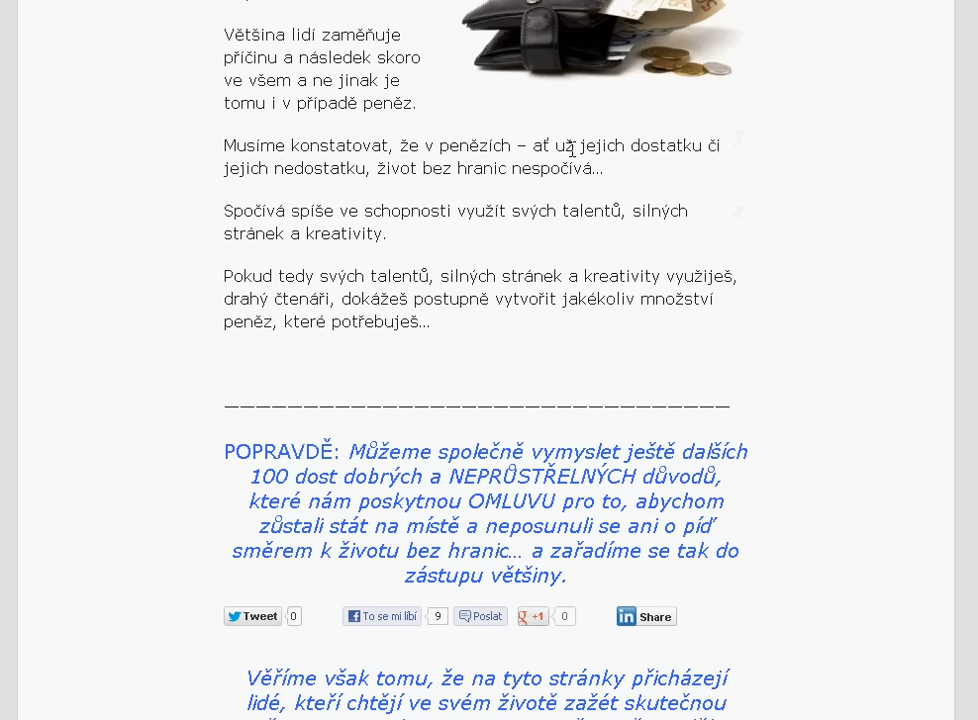 Většina lidí zaměňuje
příčinu a následek skoro
ve všem a ne jinak je
tomu i v případě peněz.
Musíme konstatovat, že v penězích – ať už jejich dostatku či
jejich nedostatku, život bez hranic nespočívá...
Spočívá spíše ve schopnosti využít svých talentů, silných
stránek a kreativity.
Pokud tedy svých talentů, silných stránek a kreativity využiješ,
drahý čtenáři, dokážeš postupně vytvořit jakékoliv množství
peněz, které potřebuješ...
————————————————————————————————
POPRAVDĚ: Můžeme společně vymyslet ještě dalších
100 dost dobrých a NEPRŮSTŘELNÝCH důvodů,
které nám poskytnou OMLUVU pro to, abychom
zůstali stát na místě a neposunuli se ani o píď
směrem k životu bez hranic... a zařadíme se tak do
zástupu většiny.
Tweet 0 To se mi líbí 9 Poslat +1 0 Share
Věříme však tomu, že na tyto stránky přicházejí
lidé, kteří chtějí ve svém životě zažét skutečnou